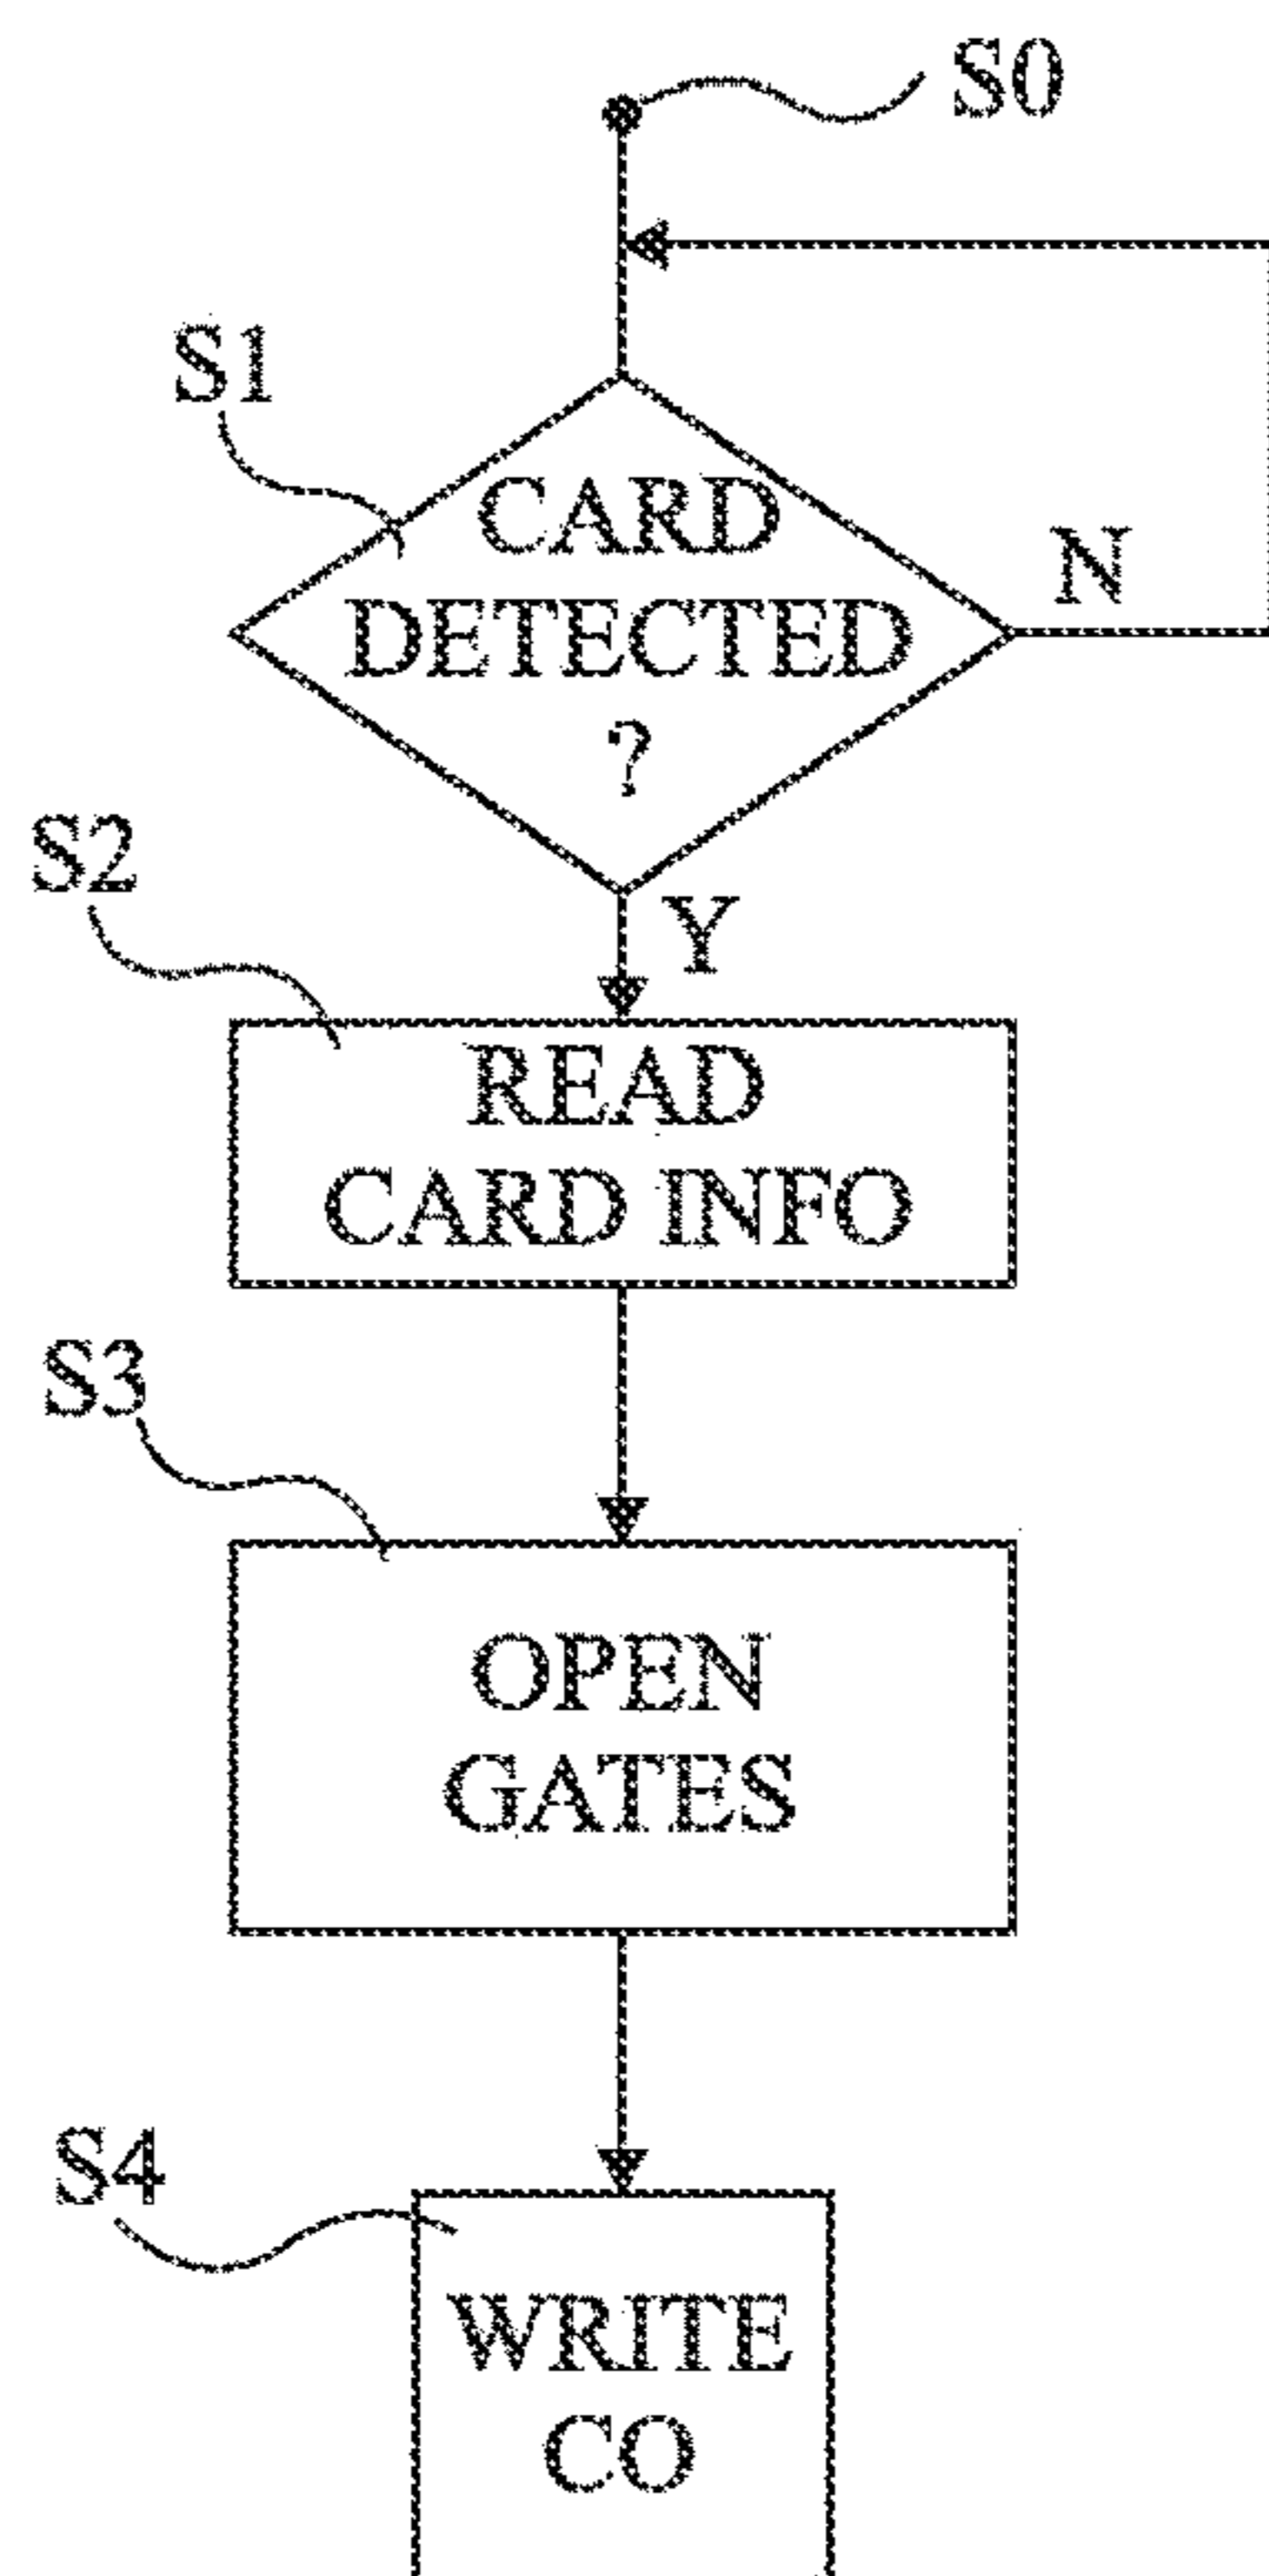 S0
S1
CARD
DETECTED
?
N
S2
Y
READ
CARD INFO
S3
OPEN
GATES
S4
WRITE
CO